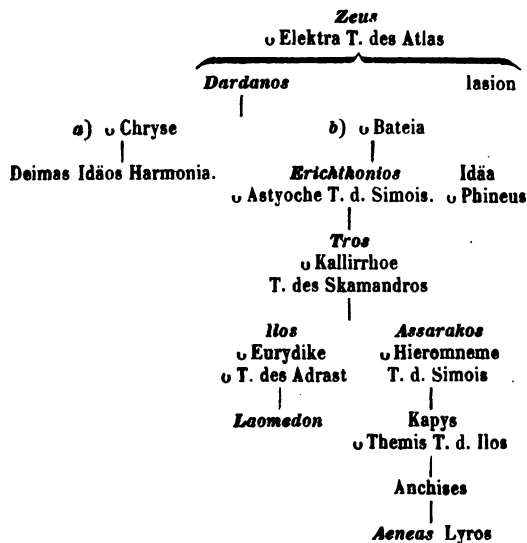 Zeus
∪ Elektra T. des Atlas
Dardanos Iasion
a) ∪ Chryse b) ∪ Bateia
Deimas Idäos Harmonia. Erichthonios Idäa
∪ Astyoche T. d. Simois. ∪ Phineus
Tros
∪ Kallirrhoe
T. des Skamandros
Ilos Assarakos
∪ Eurydike ∪ Hieromneme
∪ T. des Adrast T. d. Simois
Laomedon Kapys
∪ Themis T. d. Ilos
Anchises
Aeneas Lyros